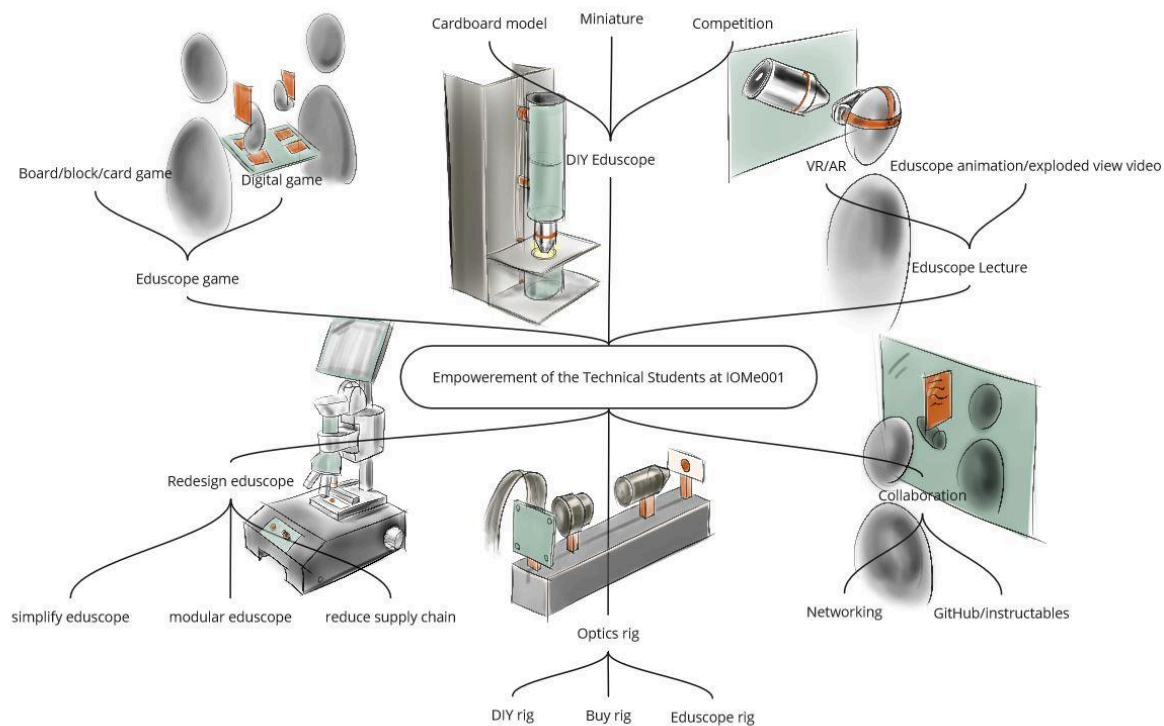 Cardboard model
Miniature
Competition
DIY Eduscope
Board/block/card game
Digital game
Eduscope game
VR/AR
Eduscope animation/exploded view video
Eduscope Lecture
Empowerement of the Technical Students at IOMe001
Redesign eduscope
simplify eduscope
modular eduscope
reduce supply chain
Optics rig
DIY rig
Buy rig
Eduscope rig
Collaboration
Networking
GitHub/instructables